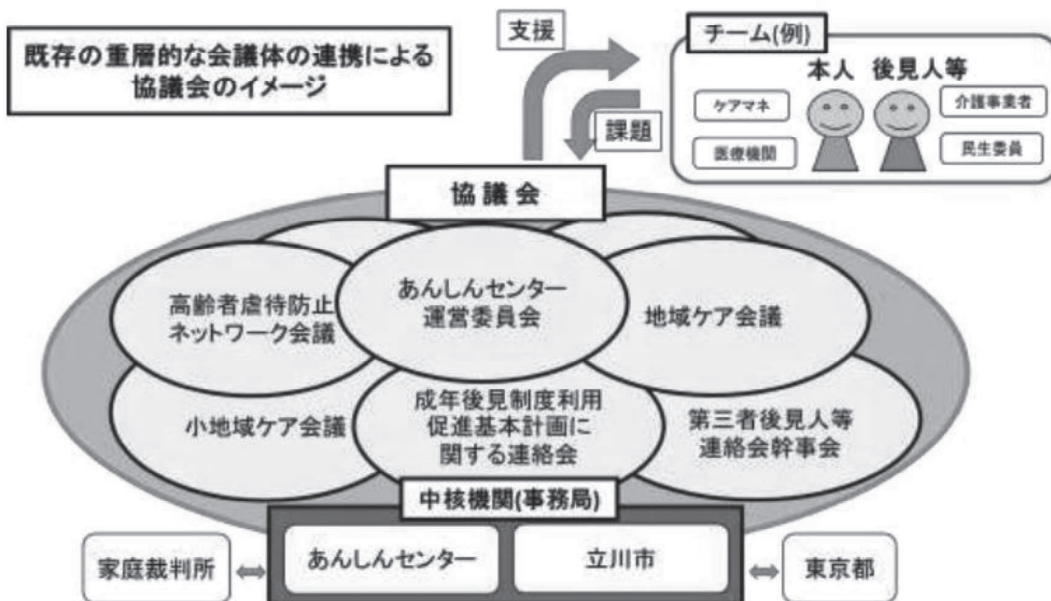 既存の重層的な会議体の連携による
協議会のイメージ
支援
課題
チーム(例)
本人 後見人等
ケアマネ
介護事業者
医療機関
民生委員
協議会
高齢者虐待防止
ネットワーク会議
あんしんセンター
運営委員会
地域ケア会議
小地域ケア会議
成年後見制度利用
促進基本計画に
関する連絡会
第三者後見人等
連絡会幹事会
中核機関(事務局)
家庭裁判所
あんしんセンター
立川市
東京都